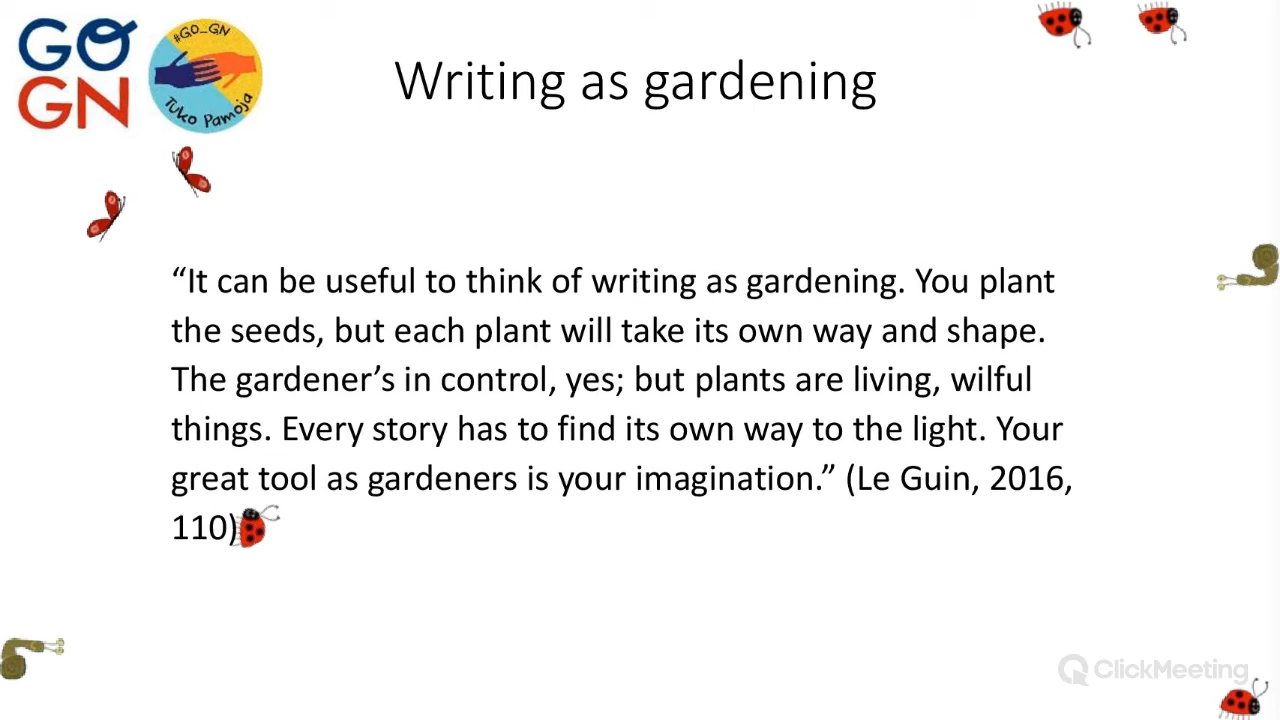 GO
GN
#GO_GN
Tuko Pamoja
Writing as gardening
“It can be useful to think of writing as gardening. You plant
the seeds, but each plant will take its own way and shape.
The gardener’s in control, yes; but plants are living, wilful
things. Every story has to find its own way to the light. Your
great tool as gardeners is your imagination.” (Le Guin, 2016,
110)
ClickMeeting